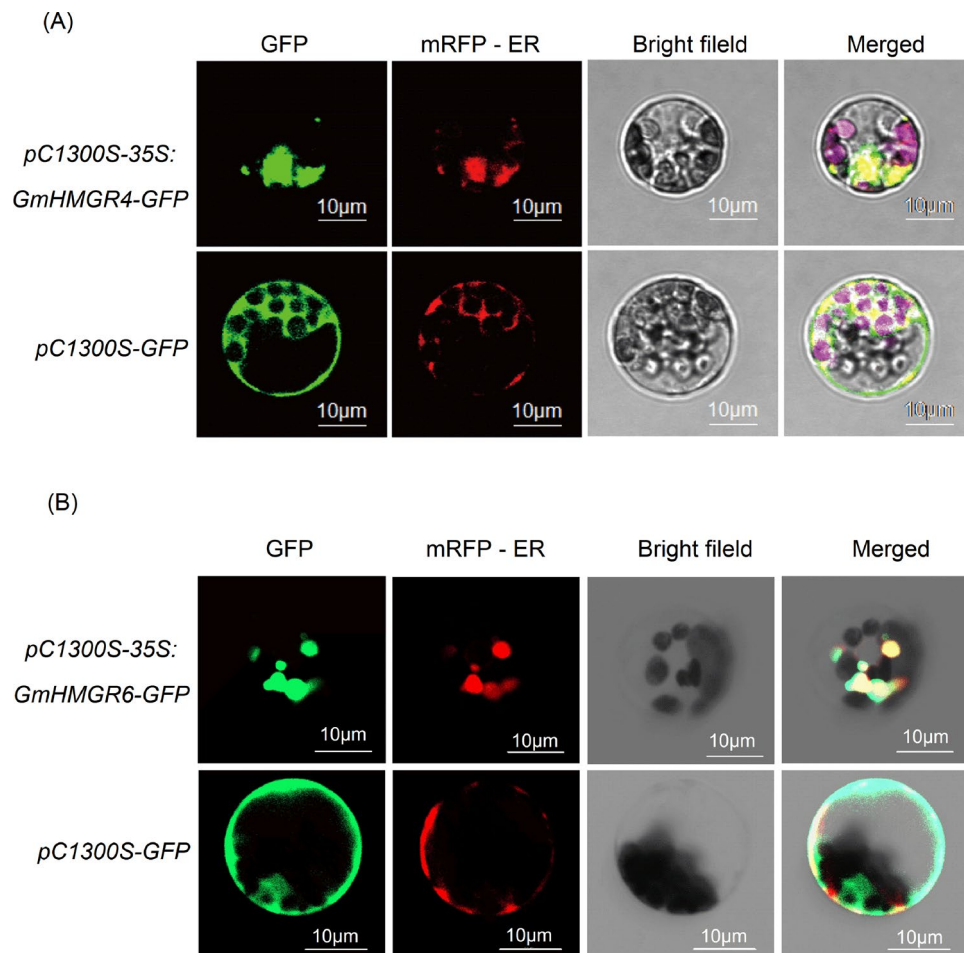 (A)
GFP mRFP - ER Bright fileld Merged
pC1300S-35S:
GmHMGR4-GFP
10μm 10μm 10μm 10μm
pC1300S-GFP
10μm 10μm 10μm 10μm
(B)
GFP mRFP - ER Bright fileld Merged
pC1300S-35S:
GmHMGR6-GFP
10μm 10μm 10μm 10μm
pC1300S-GFP
10μm 10μm 10μm 10μm